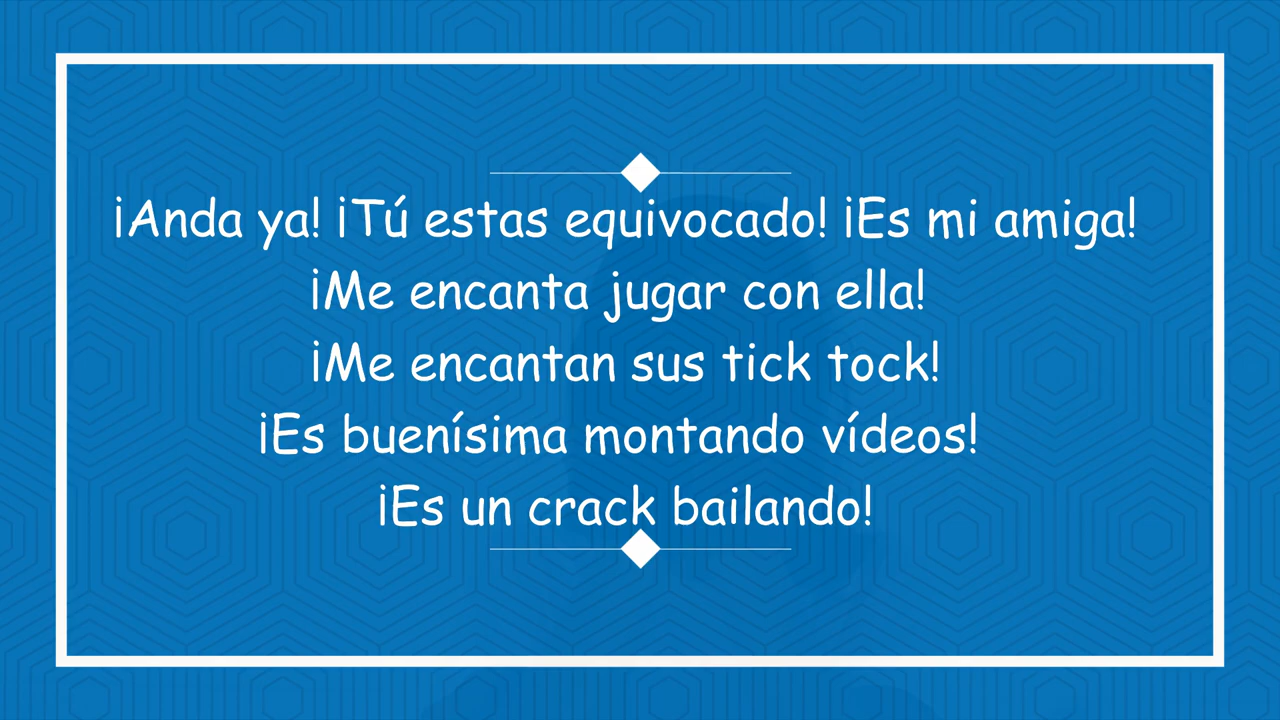 ¡Anda ya! ¡Tú estas equivocado! ¡Es mi amiga!
¡Me encanta jugar con ella!
¡Me encantan sus tick tock!
¡Es buenísima montando vídeos!
¡Es un crack bailando!